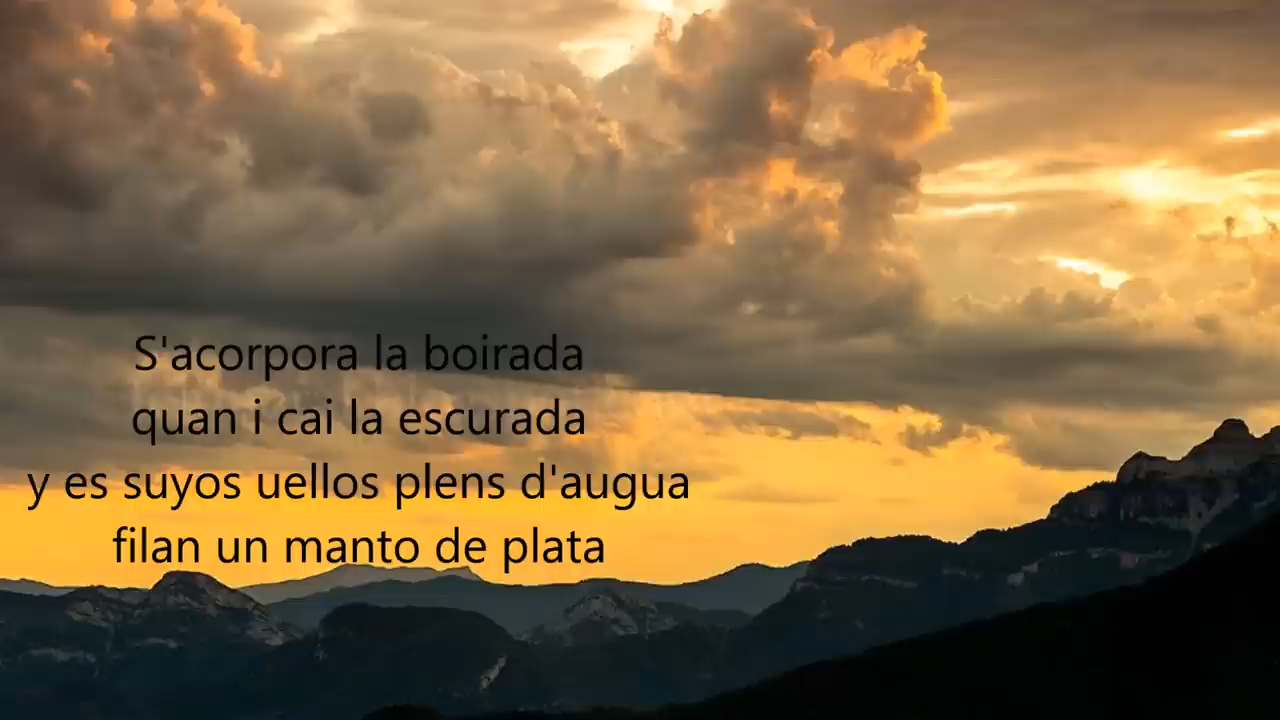 S'acorpora la boirada
quan i cai la escurada
y es suyos uellos plens d'augua
filan un manto de plata